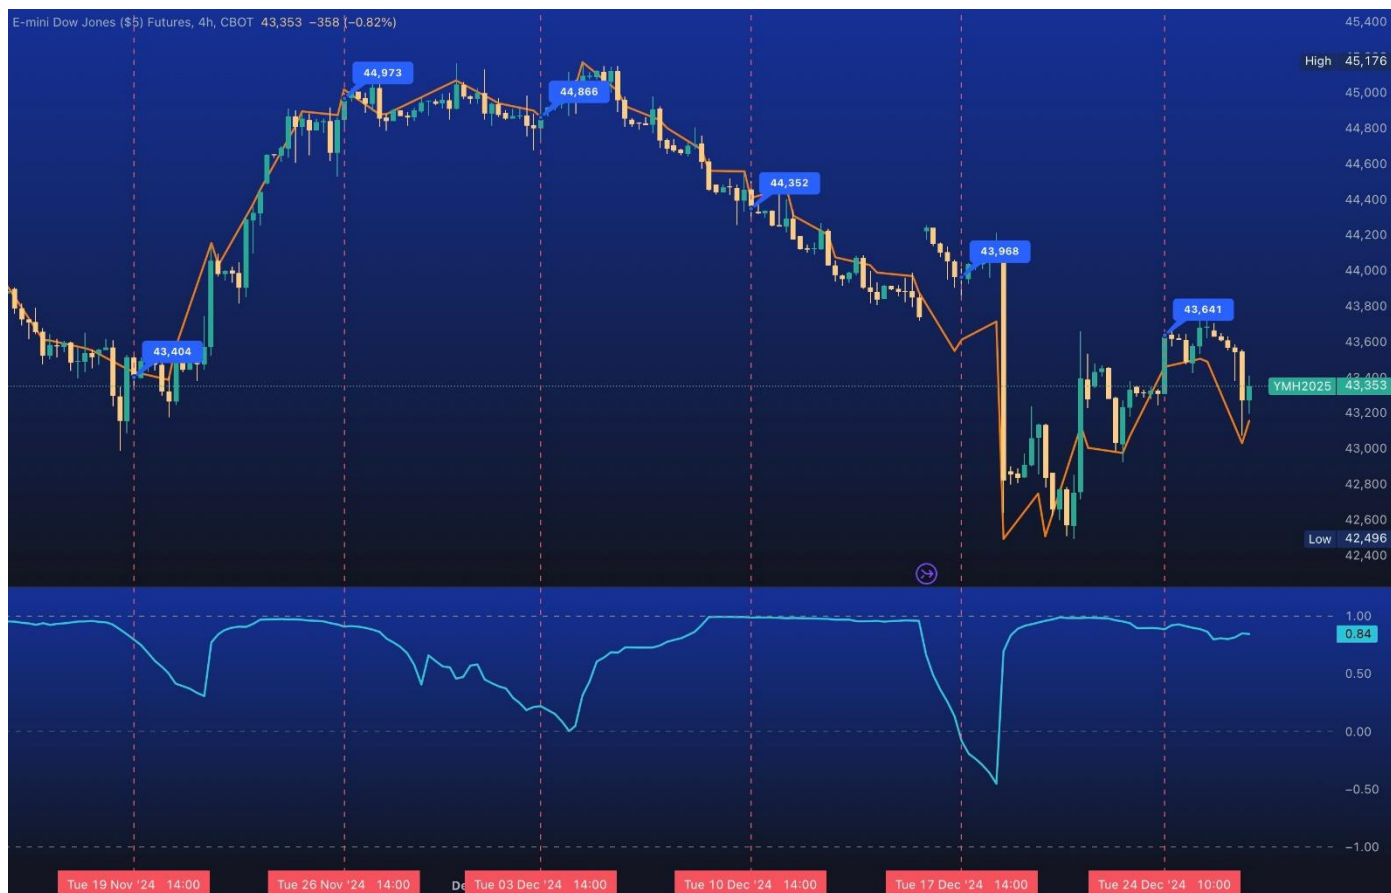 E-mini Dow Jones ($5) Futures, 4h, CBOT 43,353 −358 (−0.82%)
45,400
High 45,176
44,973
45,000
44,866
44,800
44,600
44,400
44,352
44,200
43,968
44,000
43,800
43,641
43,600
43,404
43,400
YMH2025 43,353
43,200
43,000
42,800
42,600
Low 42,496
42,400
1.00
0.84
0.50
0.00
−0.50
−1.00
Tue 19 Nov '24 14:00
Tue 26 Nov '24 14:00
De
Tue 03 Dec '24 14:00
Tue 10 Dec '24 14:00
Tue 17 Dec '24 14:00
Tue 24 Dec '24 10:00